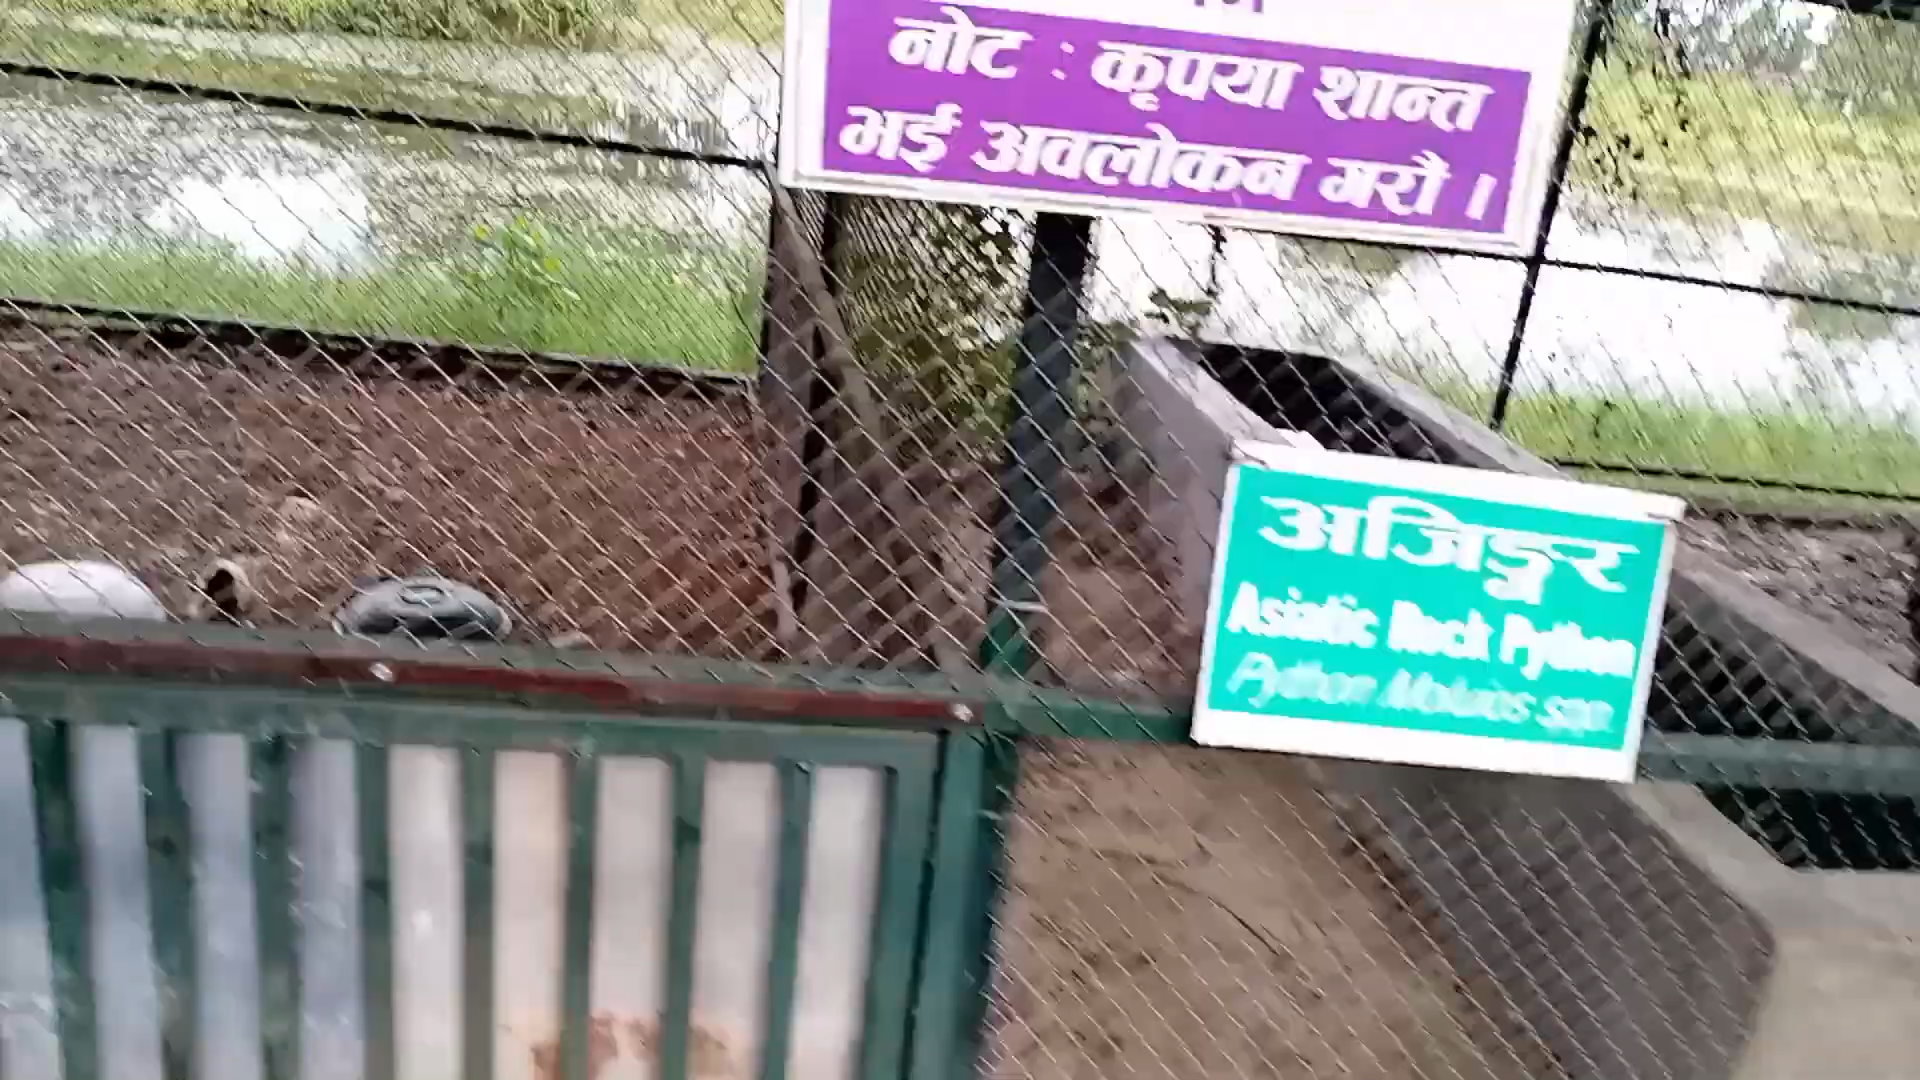 नोट : कृपया शान्त
भई अवलोकन गरौं ।
अजिङ्गर
Asiatic Rock Python
Python Molurus spp.